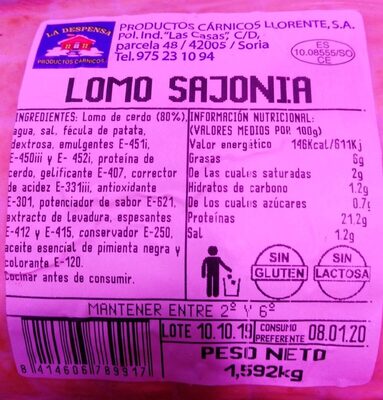 LA DESPENSA
PRODUCTOS CÁRNICOS
PRODUCTOS CÁRNICOS LLORENTE, S.A.
Pol. Ind. "Las Casas", C/D,
parcela 48 / 42005 / Soria
Tel. 975 23 10 94
ES
10.08555/SO
CE
LOMO SAJONIA
INGREDIENTES: Lomo de cerdo (80%),
agua, sal, fécula de patata,
dextrosa, emulgentes E-451i,
E-450iii y E- 452i, proteína de
cerdo, gelificante E-407, corrector
de acidez E-331iii, antioxidante
E-301, potenciador de sabor E-621,
extracto de Levadura, espesantes
E-412 y E-415, conservador E-250,
aceite esencial de pimienta negra y
colorante E-120.
Cocinar antes de consumir.
INFORMACIÓN NUTRICIONAL:
(VALORES MEDIOS POR 100g)
Valor energético 146Kcal/611Kj
Grasas 6g
De las cuales saturadas 2g
Hidratos de carbono 1.2g
De los cuales azúcares 0.7g
Proteínas 21.2g
Sal 1.2g
SIN
GLUTEN
SIN
LACTOSA
MANTENER ENTRE 2º Y 6º
LOTE 10.10.19 CONSUMO PREFERENTE 08.01.20
PESO NETO
1,592kg
8 414606 789917